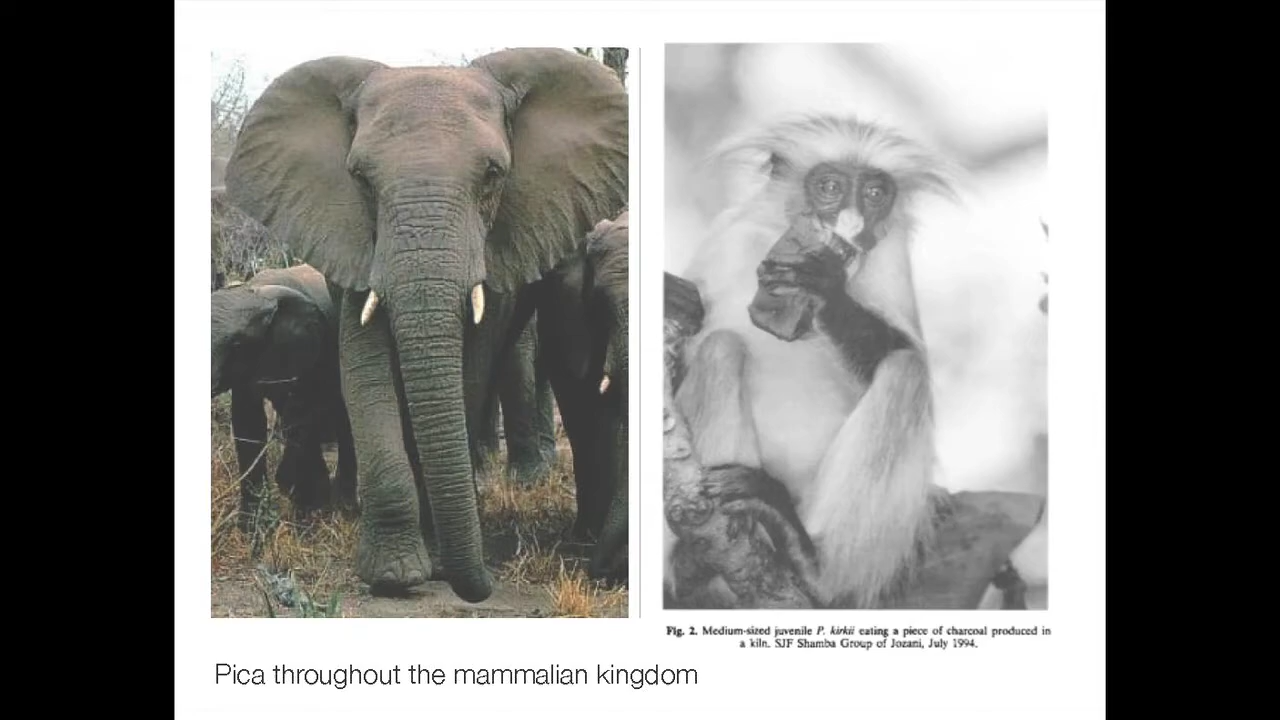 Fig. 2. Medium-sized juvenile P. kirkii eating a piece of charcoal produced in
a kiln. SJF Shamba Group of Jozani, July 1994.
Pica throughout the mammalian kingdom